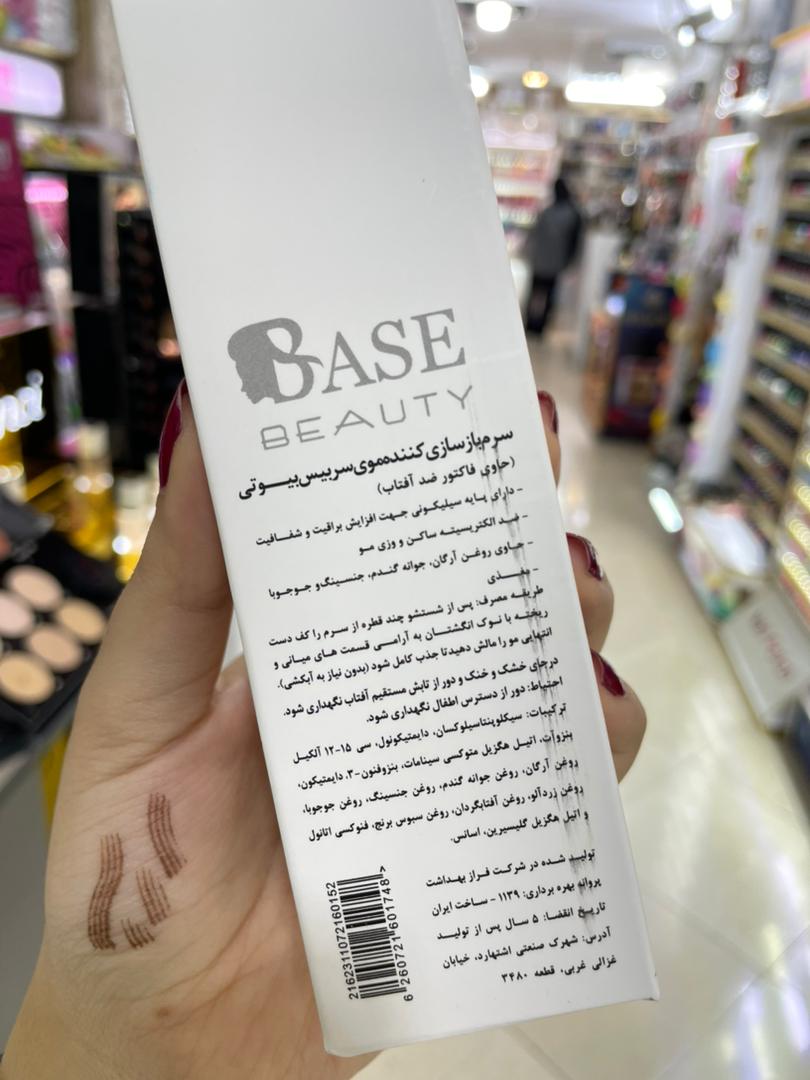 BASE
BEAUTY
سرم بازسازی کننده موی سر بیس بیوتی
(حاوی فاکتور ضد آفتاب)
- دارای پایه سیلیکونی جهت افزایش براقیت و شفافیت
- ضد الکتریسیته ساکن و وزی مو
- حاوی روغن آرگان، جوانه گندم، جنسینگ و جوجوبا
- مغذی
طریقه مصرف: پس از شستشو چند قطره از سرم را کف دست
ریخته با نوک انگشتان به آرامی قسمت های میانی و
انتهایی مو را مالش دهید تا جذب کامل شود (بدون نیاز به آبکشی).
درجای خشک و خنک و دور از تابش مستقیم آفتاب نگهداری شود.
احتیاط: دور از دسترس اطفال نگهداری شود.
ترکیبات: سیکلوپنتاسیلوکسان، دایمتیکونول، سی ۱۵-۱۲ آلکیل
بنزوآت، اتیل هگزیل متوکسی سینامات، بنزوفنون-۳، دایمتیکون،
روغن آرگان، روغن جوانه گندم، روغن جنسینگ، روغن جوجوبا،
روغن زردآلو، روغن آفتابگردان، روغن سبوس برنج، فنوکسی اتانول
و اتیل هگزیل گلیسیرین، اسانس.
تولید شده در شرکت فراز بهداشت
پروانه بهره برداری: ۱۱۳۹ - ساخت ایران
تاریخ انقضا: ۵ سال پس از تولید
آدرس: شهرک صنعتی اشتهارد، خیابان
غزالی غربی، قطعه ۳۴۸۰
2162311072160152
6 260721 601748 >